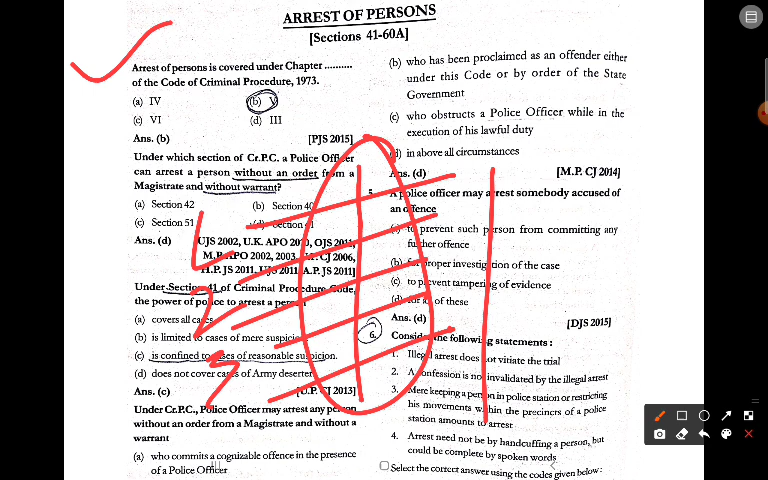 ARREST OF PERSONS
[Sections 41-60A]
Arrest of persons is covered under Chapter ..........
of the Code of Criminal Procedure, 1973.
(a) IV
(b) V
(c) VI
(d) III
Ans. (b)
[PJS 2015]
Under which section of Cr.P.C. a Police Officer
can arrest a person without an order from a
Magistrate and without warrant?
(a) Section 42
(b) Section 40
(c) Section 51
(d) Section 41
Ans. (d)
UJS 2002, U.K. APO 2010, OJS 2011,
M.P. APO 2002, 2003, CJ 2006,
H.P. JS 2011, UJS 2011, A.P. JS 2011]
Under Section 41 of Criminal Procedure Code,
the power of police to arrest a person
(a) covers all cases
(b) is limited to cases of mere suspicion
(c) is confined to cases of reasonable suspicion.
(d) does not cover cases of Army deserter
Ans. (c)
[U.P. CJ 2013]
Under Cr.P.C., Police Officer may arrest any person
without an order from a Magistrate and without a
warrant
(a) who commits a cognizable offence in the presence
of a Police Officer
(b) who has been proclaimed as an offender either
under this Code or by order of the State
Government
(c) who obstructs a Police Officer while in the
execution of his lawful duty
(d) in above all circumstances
Ans. (d)
[M.P. CJ 2014]
5. A police officer may arrest somebody accused of
an offence
(a) to prevent such person from committing any
further offence
(b) for proper investigation of the case
(c) to prevent tampering of evidence
(d) for all of these
Ans. (d)
[DJS 2015]
6. Consider the following statements :
1. Illegal arrest does not vitiate the trial
2. A confession is not invalidated by the illegal arrest
3. Mere keeping a person in police station or restricting
his movements within the precincts of a police
station amounts to arrest
4. Arrest need not be by handcuffing a person, but
could be complete by spoken words
Select the correct answer using the codes given below: